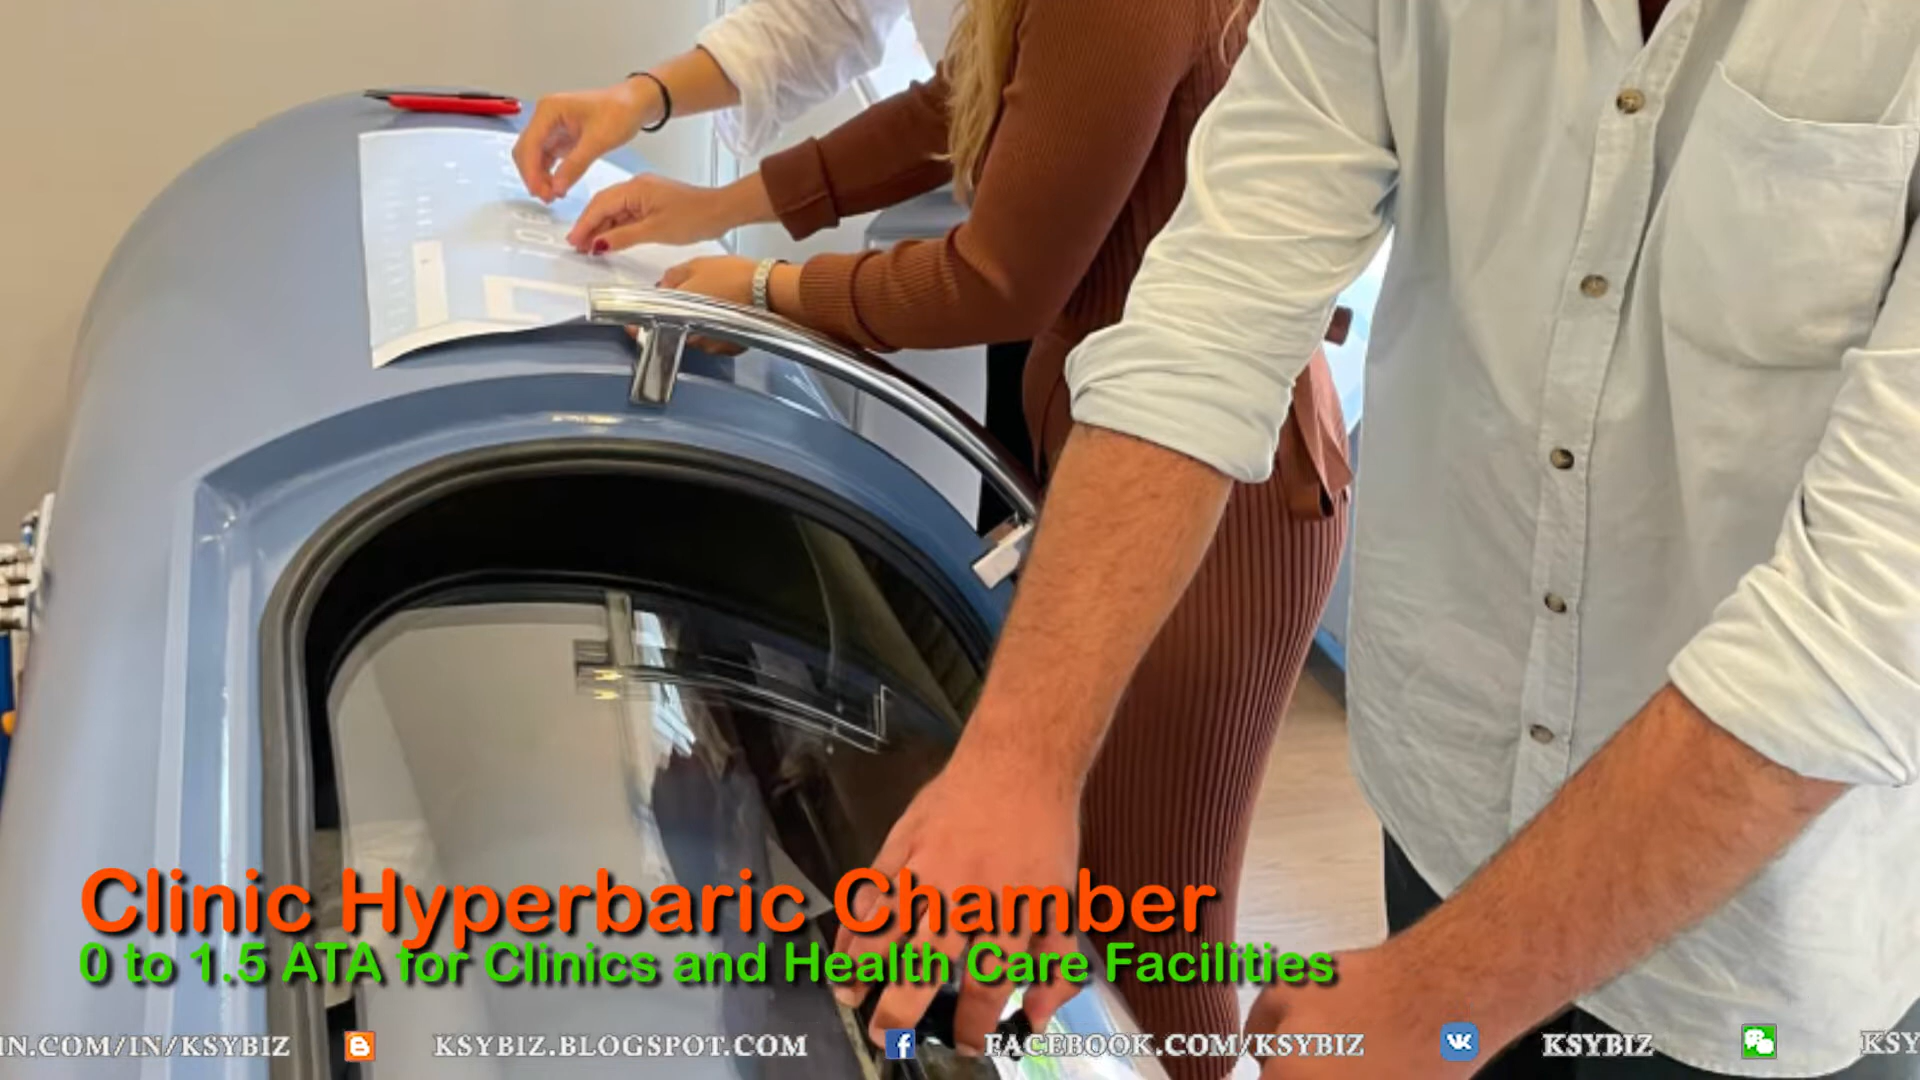 Clinic Hyperbaric Chamber
0 to 1.5 ATA for Clinics and Health Care Facilities
IN.COM/IN/KSYBIZ KSYBIZ.BLOGSPOT.COM FACEBOOK.COM/KSYBIZ KSYBIZ KSY